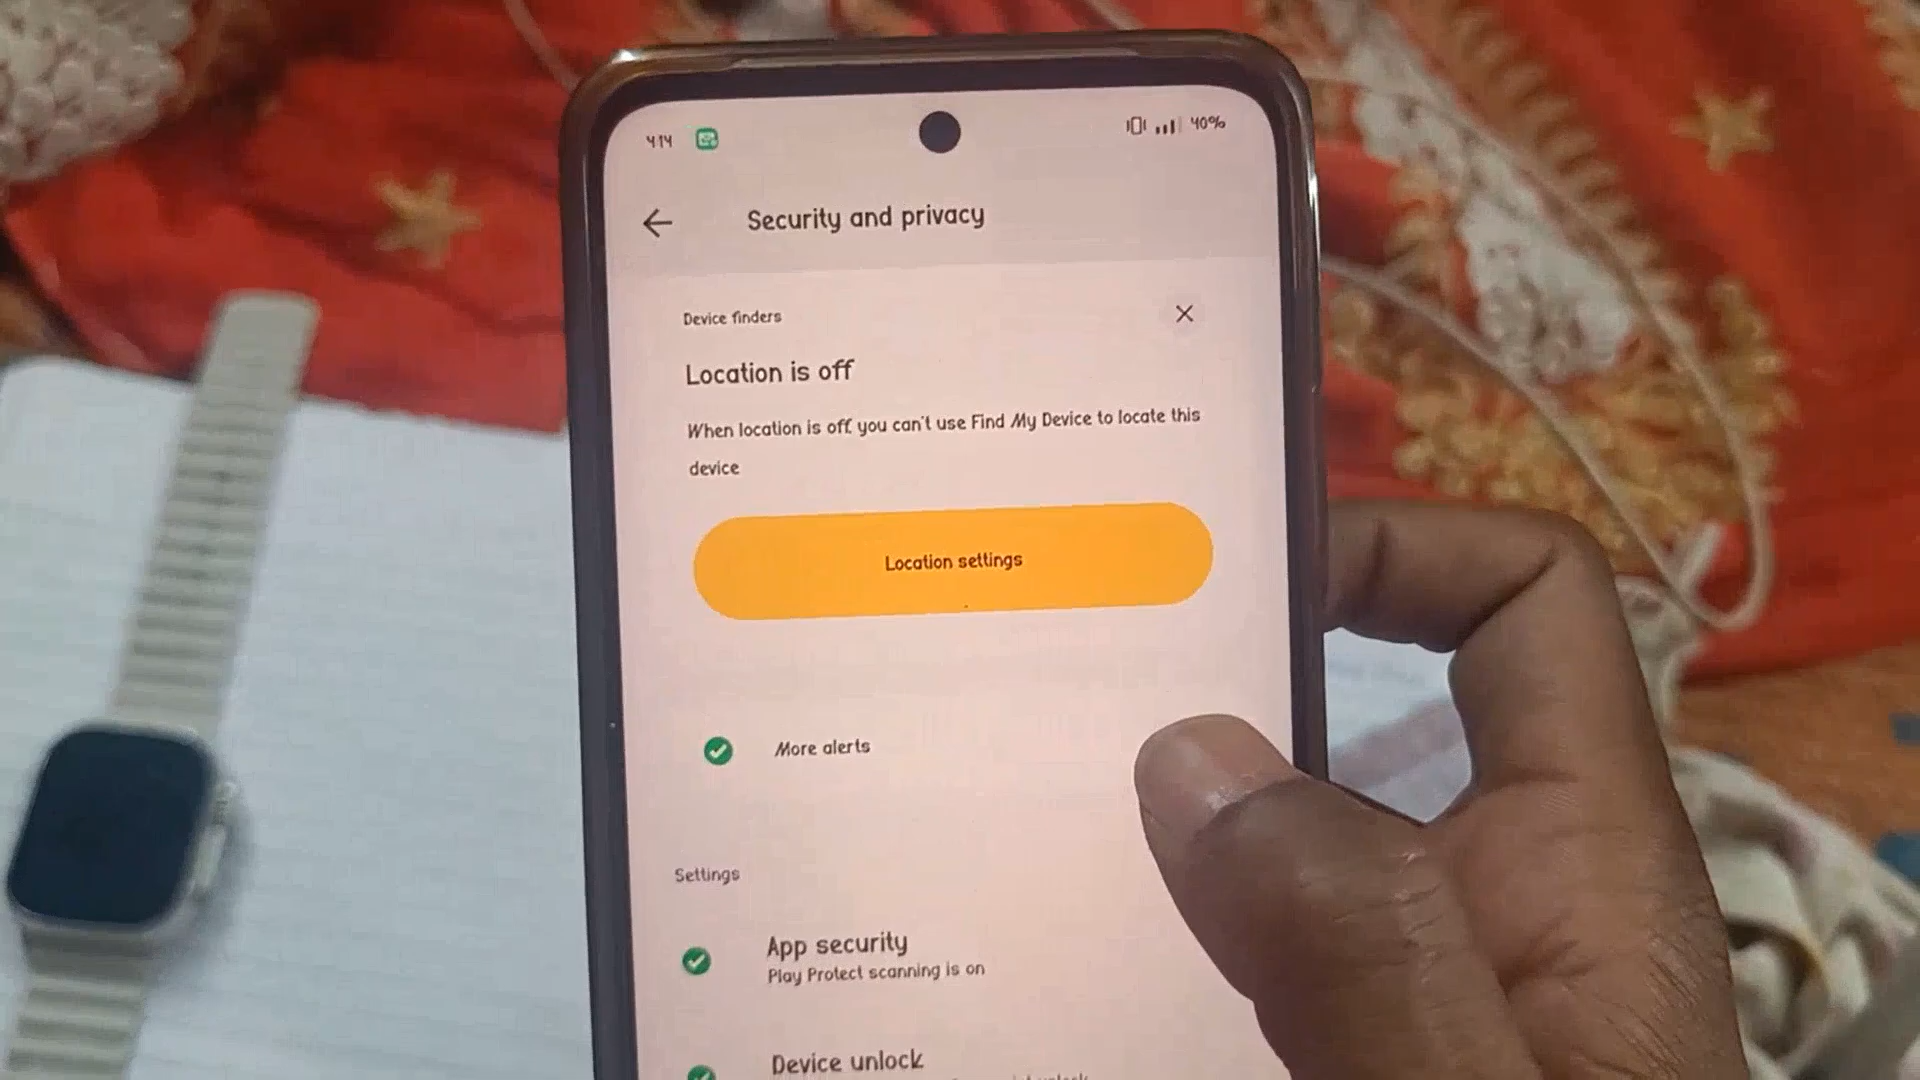 4:14
40%
Security and privacy
Device finders
Location is off
When location is off, you can't use Find My Device to locate this
device
Location settings
More alerts
Settings
App security
Play Protect scanning is on
Device unlock